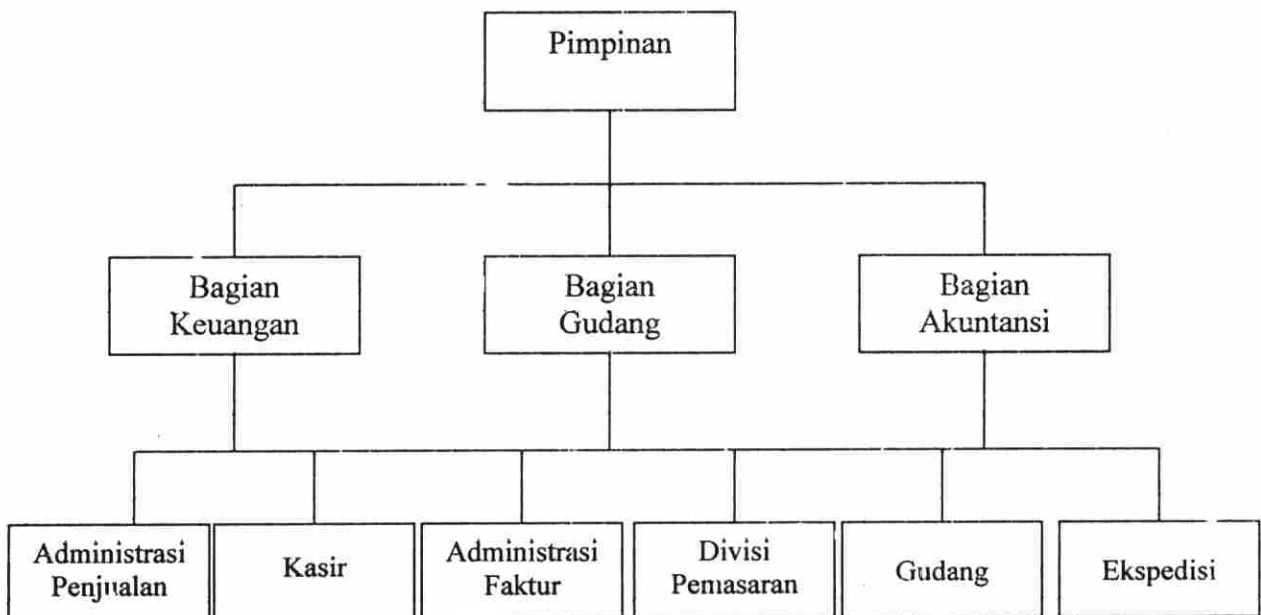 Pimpinan
Bagian
Keuangan
Bagian
Gudang
Bagian
Akuntansi
Administrasi
Penjualan
Kasir
Administrasi
Faktur
Divisi
Pemasaran
Gudang
Ekspedisi